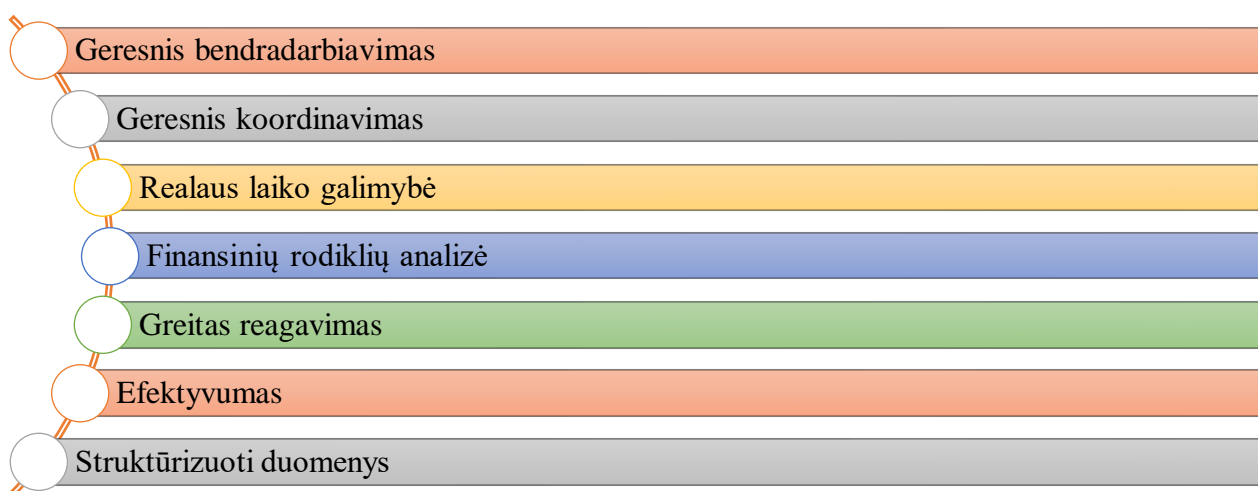 Geresnis bendradarbiavimas
Geresnis koordinavimas
Realaus laiko galimybė
Finansinių rodiklių analizė
Greitas reagavimas
Efektyvumas
Struktūrizuoti duomenys